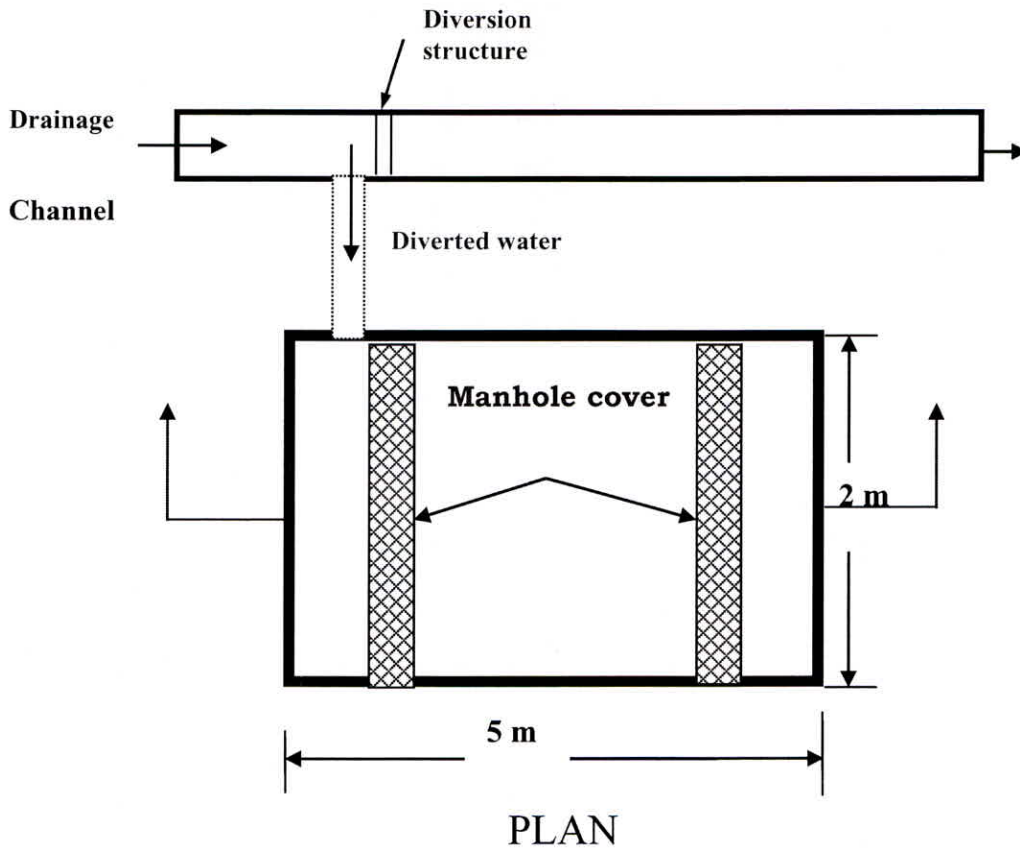 Diversion
structure
Drainage
Channel
Diverted water
Manhole cover
2 m
5 m
PLAN